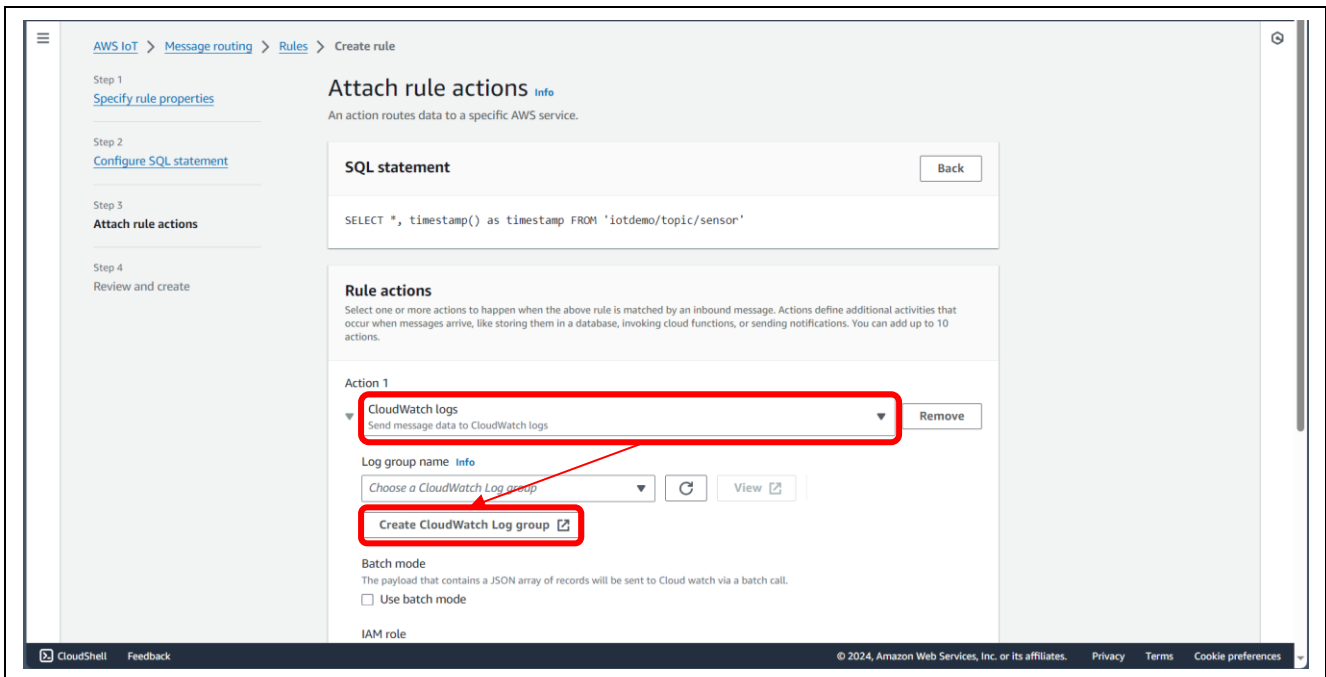 AWS IoT > Message routing > Rules > Create rule
Step 1
Specify rule properties
Step 2
Configure SQL statement
Step 3
Attach rule actions
Step 4
Review and create
Attach rule actions Info
An action routes data to a specific AWS service.
SQL statement
Back
SELECT *, timestamp() as timestamp FROM 'iotdemo/topic/sensor'
Rule actions
Select one or more actions to happen when the above rule is matched by an inbound message. Actions define additional activities that
occur when messages arrive, like storing them in a database, invoking cloud functions, or sending notifications. You can add up to 10
actions.
Action 1
CloudWatch logs
Send message data to CloudWatch logs
Remove
Log group name Info
Choose a CloudWatch Log group
View
Create CloudWatch Log group
Batch mode
The payload that contains a JSON array of records will be sent to Cloud watch via a batch call.
Use batch mode
IAM role
CloudShell Feedback © 2024, Amazon Web Services, Inc. or its affiliates. Privacy Terms Cookie preferences